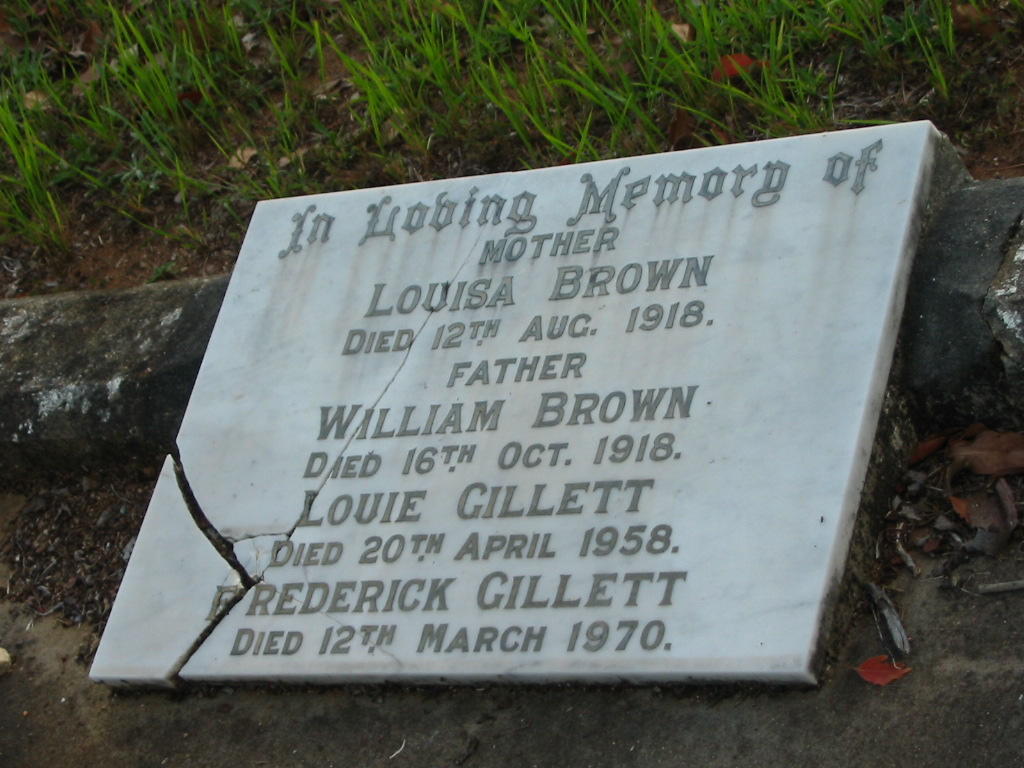 In Loving Memory of
MOTHER
LOUISA BROWN
DIED 12TH AUG. 1918.
FATHER
WILLIAM BROWN
DIED 16TH OCT. 1918.
LOUIE GILLETT
DIED 20TH APRIL 1958.
FREDERICK GILLETT
DIED 12TH MARCH 1970.